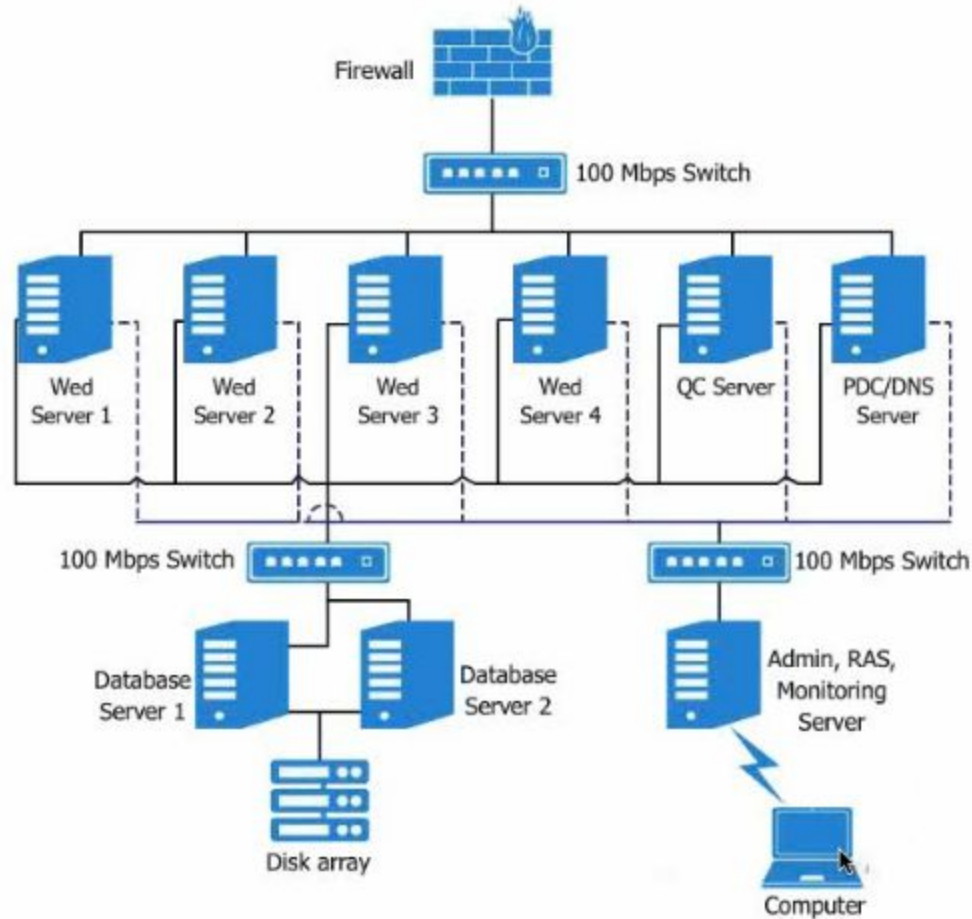 Firewall
100 Mbps Switch
Wed
Server 1
Wed
Server 2
Wed
Server 3
Wed
Server 4
QC Server
PDC/DNS
Server
100 Mbps Switch
100 Mbps Switch
Database
Server 1
Database
Server 2
Admin, RAS,
Monitoring
Server
Disk array
Computer